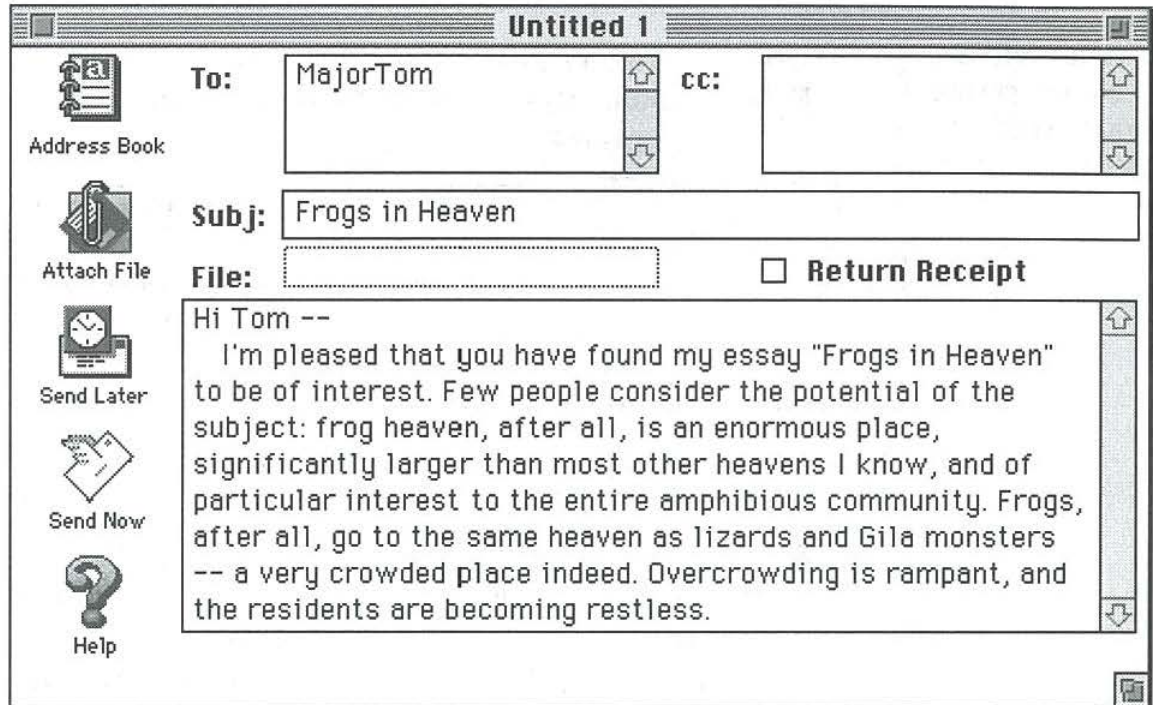 Untitled 1
To:
MajorTom
cc:
Address Book
Subj:
Frogs in Heaven
Attach File
File:
Return Receipt
Hi Tom --
I'm pleased that you have found my essay "Frogs in Heaven"
to be of interest. Few people consider the potential of the
subject: frog heaven, after all, is an enormous place,
significantly larger than most other heavens I know, and of
particular interest to the entire amphibious community. Frogs,
after all, go to the same heaven as lizards and Gila monsters
-- a very crowded place indeed. Overcrowding is rampant, and
the residents are becoming restless.
Send Later
Send Now
Help